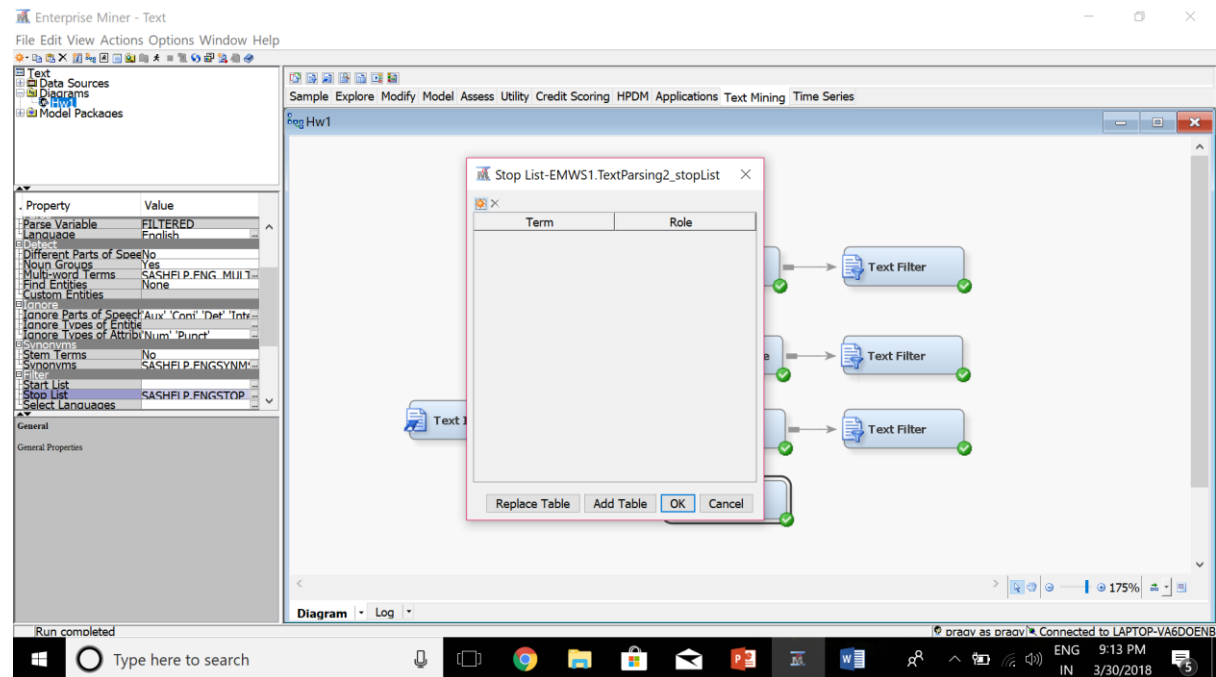 Enterprise Miner - Text
File Edit View Actions Options Window Help
Text
Data Sources
Diagrams
Hw1
Model Packages
Sample Explore Modify Model Assess Utility Credit Scoring HPDM Applications Text Mining Time Series
Hw1
. Property Value
Parse Variable FILTERED
Language English
Detect
Different Parts of Speec No
Noun Groups Yes
Multi-word Terms SASHELP.ENG_MULT
Find Entities None
Custom Entities
Ignore
Ignore Parts of Speech 'Aux' 'Conj' 'Det' 'Inte
Ignore Types of Entitie
Ignore Types of Attribu 'Num' 'Punct'
Synonyms
Stem Terms No
Synonyms SASHELP.ENGSYNM
Filter
Start List
Stop List SASHELP.ENGSTOP
Select Languages
General
General Properties
Stop List-EMWS1.TextParsing2_stopList
Term Role
Replace Table Add Table OK Cancel
Text Filter
e Text Filter
Text I
Text Filter
175%
Diagram Log
Run completed
pragy as pragy Connected to LAPTOP-VA6DOENB
Type here to search
ENG 9:13 PM
IN 3/30/2018
5